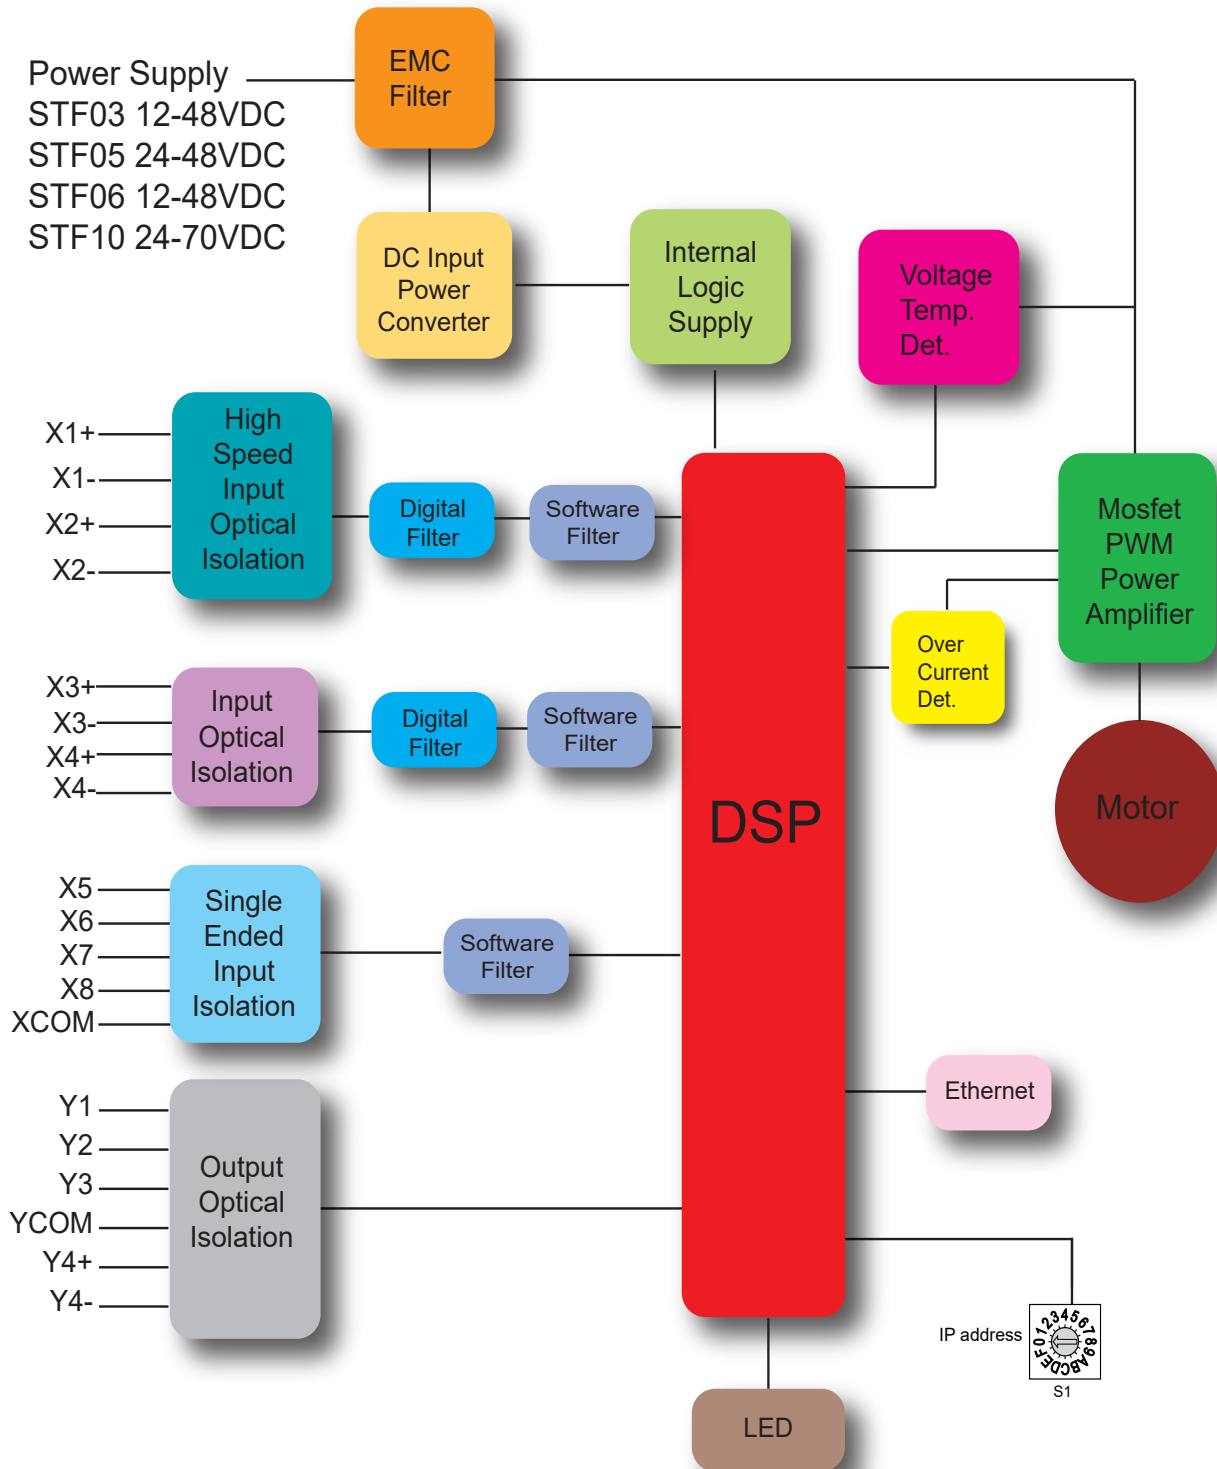 Power Supply
STF03 12-48VDC
STF05 24-48VDC
STF06 12-48VDC
STF10 24-70VDC
EMC
Filter
DC Input
Power
Converter
Internal
Logic
Supply
Voltage
Temp.
Det.
X1+
X1-
X2+
X2-
High
Speed
Input
Optical
Isolation
Digital
Filter
Software
Filter
Mosfet
PWM
Power
Amplifier
Over
Current
Det.
X3+
X3-
X4+
X4-
Input
Optical
Isolation
Digital
Filter
Software
Filter
DSP
Motor
X5
X6
X7
X8
XCOM
Single
Ended
Input
Isolation
Software
Filter
Ethernet
Y1
Y2
Y3
YCOM
Y4+
Y4-
Output
Optical
Isolation
IP address
0123456789ABCDEF
S1
LED